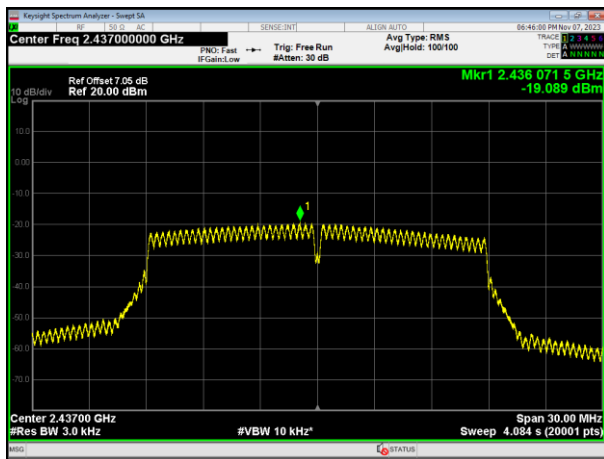 Keysight Spectrum Analyzer - Swept SA
RF 50 Ω AC SENSE:INT ALIGN AUTO 06:46:00 PM Nov 07, 2023
Center Freq 2.437000000 GHz
PNO: Fast
IFGain:Low
Trig: Free Run
#Atten: 30 dB
Avg Type: RMS
Avg|Hold: 100/100
TRACE 1 2 3 4 5 6
TYPE A WWWWW
DET A N N N N N
Ref Offset 7.05 dB
Ref 20.00 dBm
10 dB/div
Log
Mkr1 2.436 071 5 GHz
-19.089 dBm
10.0
0.00
-10.0
-20.0
-30.0
-40.0
-50.0
-60.0
-70.0
1
Center 2.43700 GHz
#Res BW 3.0 kHz
#VBW 10 kHz*
Span 30.00 MHz
Sweep 4.084 s (20001 pts)
MSG
STATUS